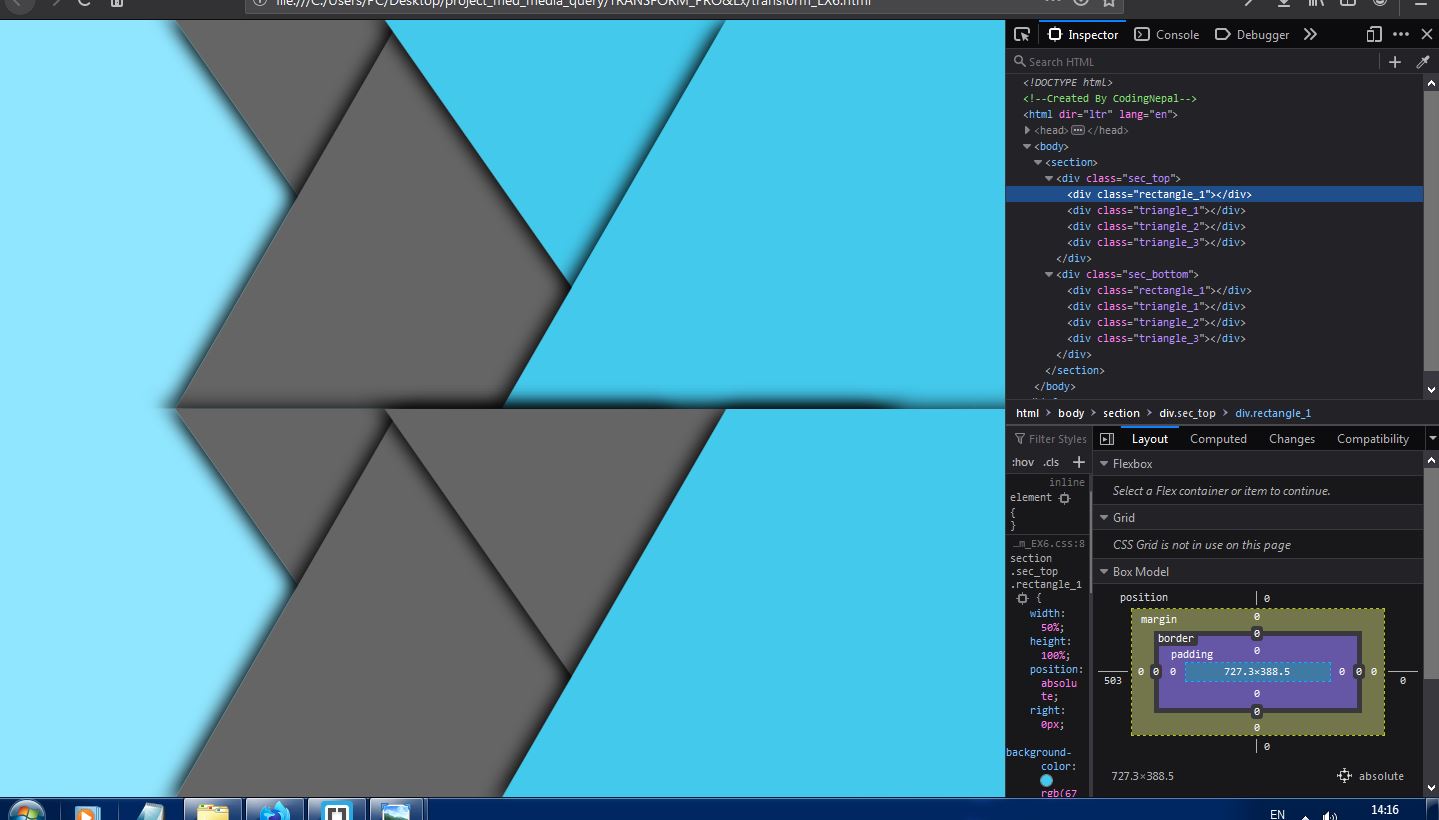 file:///C:/Users/PC/Desktop/project_med_media_query/TRANSFORM_PRO&Ex/transform_EX6.html
Inspector Console Debugger
Search HTML
<!DOCTYPE html>
<!--Created By CodingNepal-->
<html dir="ltr" lang="en">
<head> </head>
<body>
<section>
<div class="sec_top">
<div class="rectangle_1"></div>
<div class="triangle_1"></div>
<div class="triangle_2"></div>
<div class="triangle_3"></div>
</div>
<div class="sec_bottom">
<div class="rectangle_1"></div>
<div class="triangle_1"></div>
<div class="triangle_2"></div>
<div class="triangle_3"></div>
</div>
</section>
</body>
html > body > section > div.sec_top > div.rectangle_1
Filter Styles
:hov .cls +
inline
element
{
}
…m_EX6.css:8
section
.sec_top
.rectangle_1
{
width:
50%;
height:
100%;
position:
absolu
te;
right:
0px;
background-
color:
rgb(67
Layout Computed Changes Compatibility
Flexbox
Select a Flex container or item to continue.
Grid
CSS Grid is not in use on this page
Box Model
position 0
margin 0
border 0
padding 0
503 0 0 0 727.3×388.5 0 0 0 0
0
0
0
0
727.3×388.5 absolute
EN 14:16